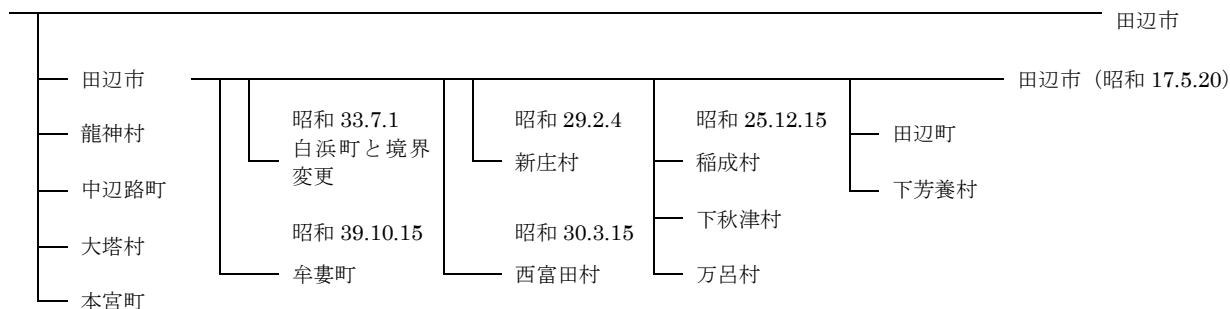 田辺市
田辺市
田辺市（昭和 17.5.20）
龍神村
中辺路町
大塔村
本宮町
昭和 33.7.1
白浜町と境界
変更
昭和 39.10.15
牟婁町
昭和 29.2.4
新庄村
昭和 30.3.15
西富田村
昭和 25.12.15
稲成村
下秋津村
万呂村
田辺町
下芳養村